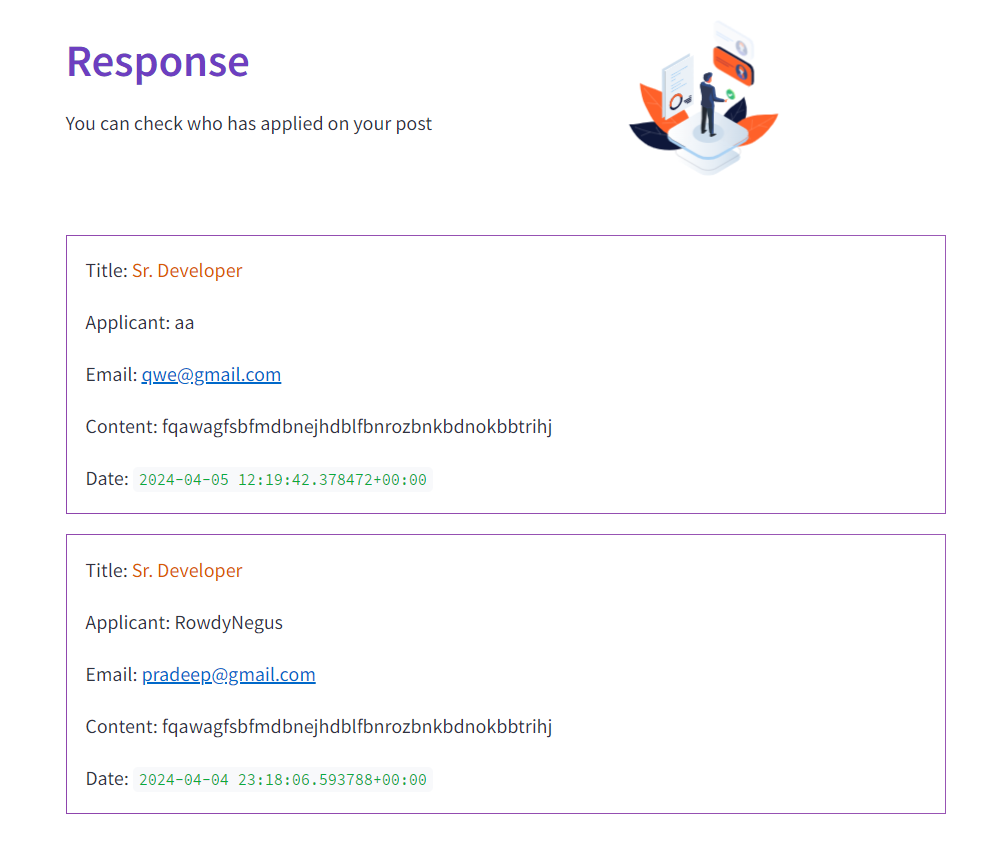 Response
You can check who has applied on your post
Title: Sr. Developer
Applicant: aa
Email: qwe@gmail.com
Content: fqawagfsbfmdbnejhdblfbnrozbnkbdnokbbtrihj
Date: 2024-04-05 12:19:42.378472+00:00
Title: Sr. Developer
Applicant: RowdyNegus
Email: pradeep@gmail.com
Content: fqawagfsbfmdbnejhdblfbnrozbnkbdnokbbtrihj
Date: 2024-04-04 23:18:06.593788+00:00